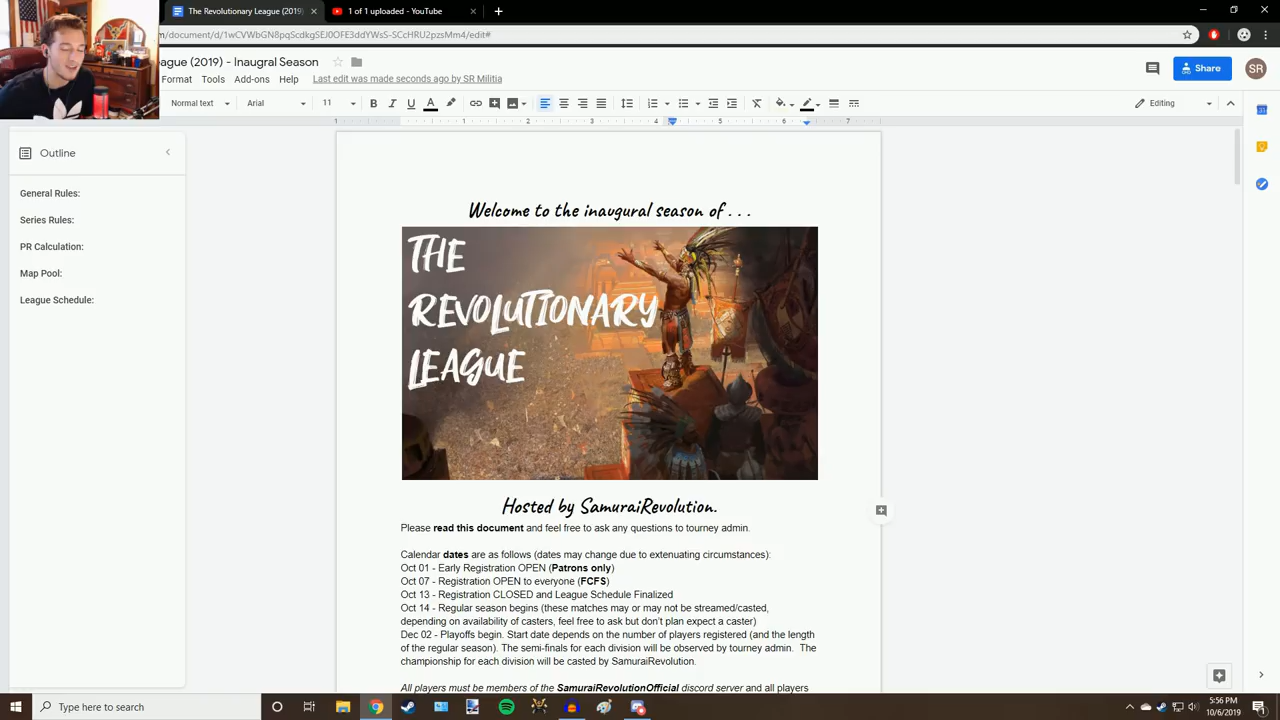 The Revolutionary League (2019)
1 of 1 uploaded - YouTube
m/document/d/1wCVWbGN8pqScdkgSEJ0OFE3ddYWsS-SCcHRU2pzsMm4/edit#
eague (2019) - Inaugral Season
Format Tools Add-ons Help Last edit was made seconds ago by SR Militia
Share
SR
Normal text Arial 11 B I U A
Editing
1 1 2 3 4 5 6 7
Outline
General Rules:
Series Rules:
PR Calculation:
Map Pool:
League Schedule:
Welcome to the inaugural season of . . .
THE
REVOLUTIONARY
LEAGUE
Hosted by SamuraiRevolution.
Please read this document and feel free to ask any questions to tourney admin.
Calendar dates are as follows (dates may change due to extenuating circumstances):
Oct 01 - Early Registration OPEN (Patrons only)
Oct 07 - Registration OPEN to everyone (FCFS)
Oct 13 - Registration CLOSED and League Schedule Finalized
Oct 14 - Regular season begins (these matches may or may not be streamed/casted,
depending on availability of casters, feel free to ask but don't plan expect a caster)
Dec 02 - Playoffs begin. Start date depends on the number of players registered (and the length
of the regular season). The semi-finals for each division will be observed by tourney admin. The
championship for each division will be casted by SamuraiRevolution.
All players must be members of the SamuraiRevolutionOfficial discord server and all players
Type here to search
5:56 PM
10/6/2019